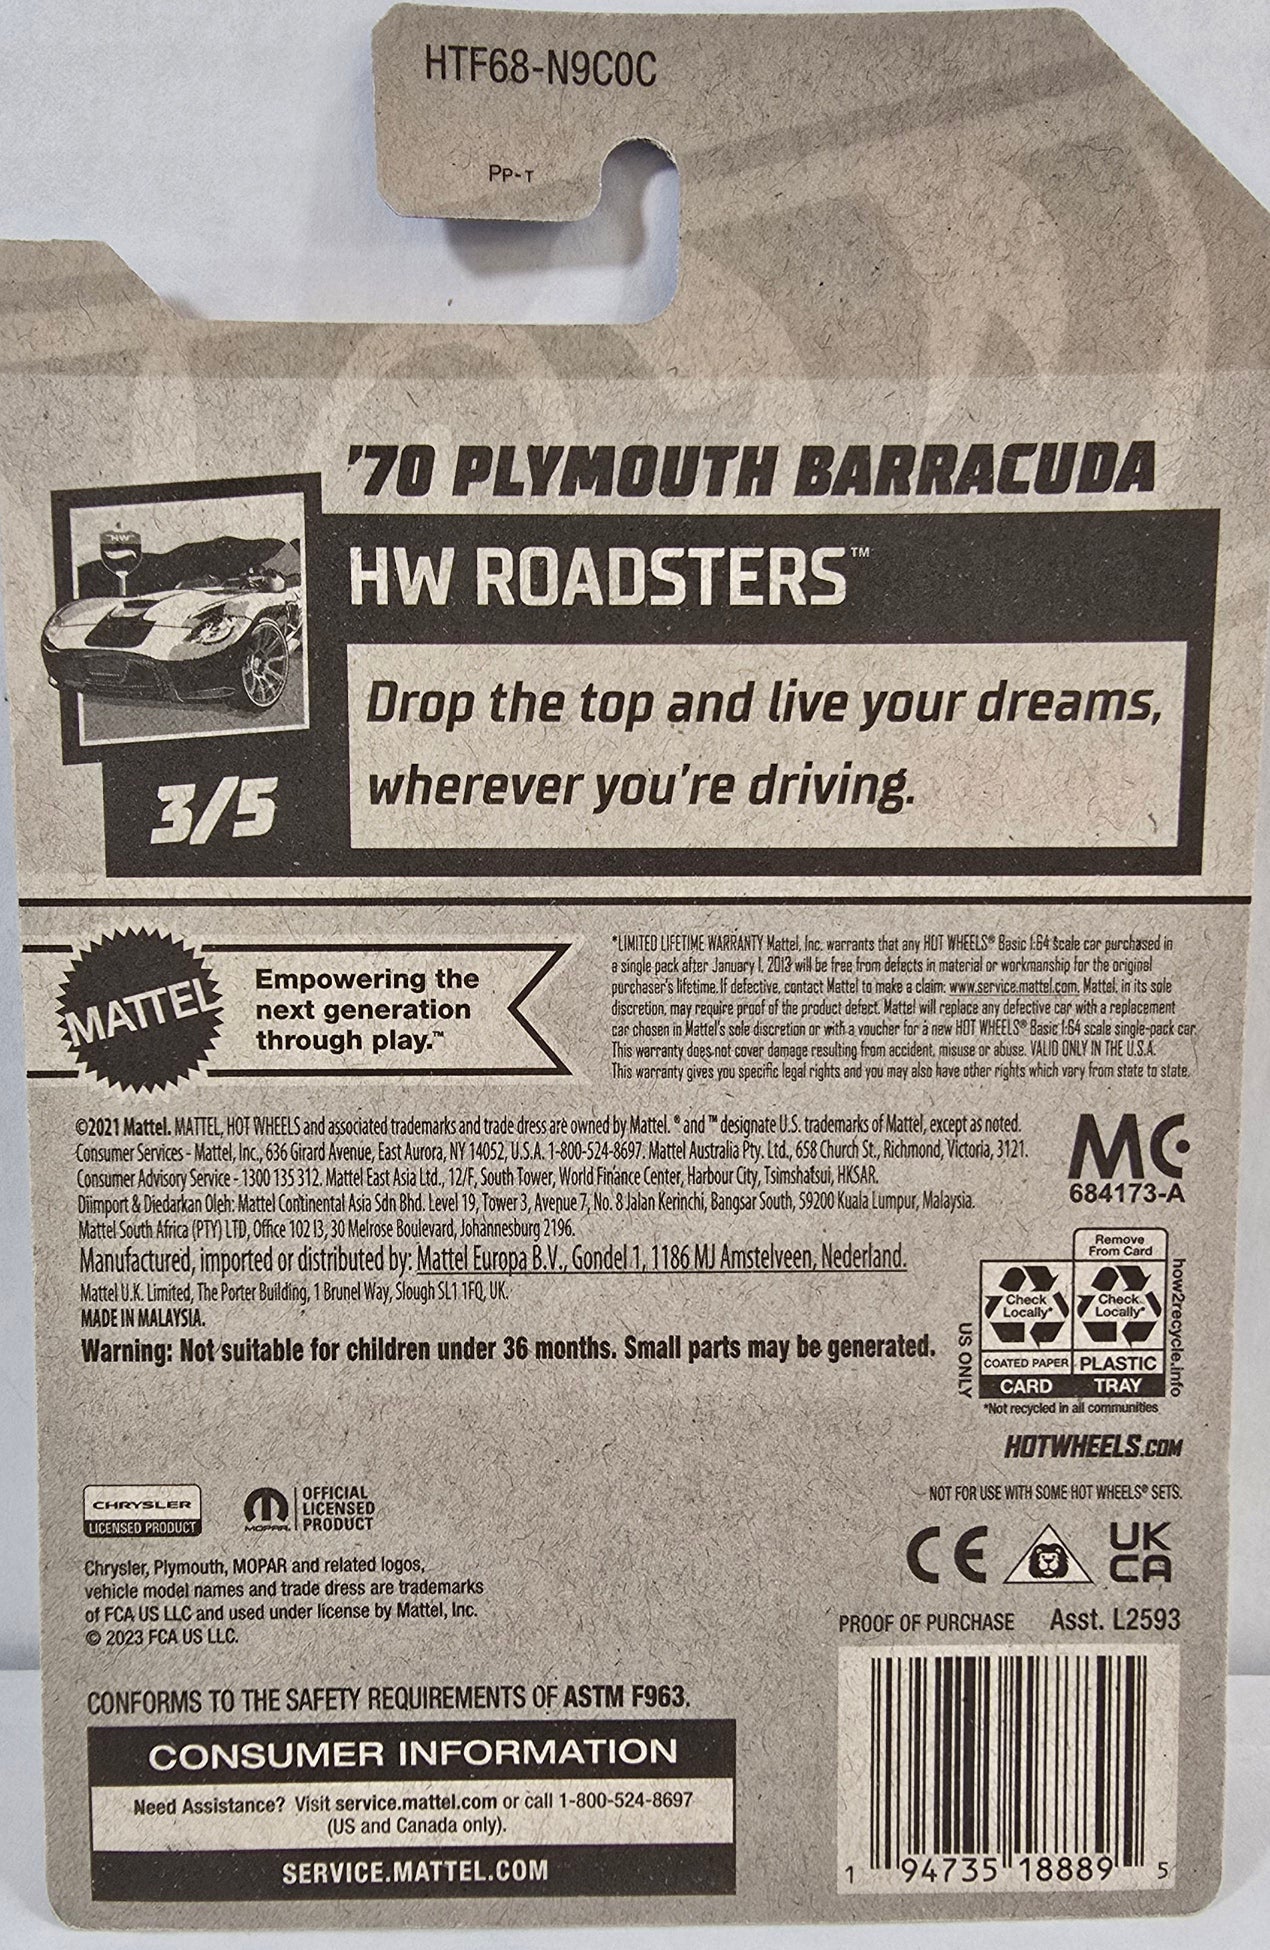 HTF68-N9C0C
PP-T
'70 PLYMOUTH BARRACUDA
HW
HW ROADSTERS™
Drop the top and live your dreams,
wherever you're driving.
3/5
MATTEL
Empowering the
next generation
through play.™
*LIMITED LIFETIME WARRANTY Mattel, Inc. warrants that any HOT WHEELS® Basic 1:64 Scale car purchased in
a single pack after January 1, 2013 will be free from defects in material or workmanship for the original
purchaser's lifetime. If defective, contact Mattel to make a claim: www.service.mattel.com. Mattel, in its sole
discretion, may require proof of the product defect. Mattel will replace any defective car with a replacement
car chosen in Mattel's sole discretion or with a voucher for a new HOT WHEELS® Basic 1:64 scale single-pack car.
This warranty does not cover damage resulting from accident, misuse or abuse. VALID ONLY IN THE U.S.A.
This warranty gives you specific legal rights and you may also have other rights which vary from state to state.
©2021 Mattel. MATTEL, HOT WHEELS and associated trademarks and trade dress are owned by Mattel. ® and ™ designate U.S. trademarks of Mattel, except as noted.
Consumer Services - Mattel, Inc., 636 Girard Avenue, East Aurora, NY 14052, U.S.A. 1-800-524-8697. Mattel Australia Pty. Ltd., 658 Church St., Richmond, Victoria, 3121.
Consumer Advisory Service - 1300 135 312. Mattel East Asia Ltd., 12/F, South Tower, World Finance Center, Harbour City, Tsimshatsui, HKSAR.
Diimport & Diedarkan Oleh: Mattel Continental Asia Sdn Bhd. Level 19, Tower 3, Avenue 7, No. 8 Jalan Kerinchi, Bangsar South, 59200 Kuala Lumpur, Malaysia.
Mattel South Africa (PTY) LTD, Office 102 I3, 30 Melrose Boulevard, Johannesburg 2196.
Manufactured, imported or distributed by: Mattel Europa B.V., Gondel 1, 1186 MJ Amstelveen, Nederland.
Mattel U.K. Limited, The Porter Building, 1 Brunel Way, Slough SL1 1FQ, UK.
MADE IN MALAYSIA.
Warning: Not suitable for children under 36 months. Small parts may be generated.
MC
684173-A
Remove
From Card
Check
Locally*
Check
Locally*
COATED PAPER
PLASTIC
CARD
TRAY
US ONLY
how2recycle.info
*Not recycled in all communities
HOTWHEELS.COM
NOT FOR USE WITH SOME HOT WHEELS® SETS.
CHRYSLER
LICENSED PRODUCT
MOPAR.
OFFICIAL
LICENSED
PRODUCT
CE
UK
CA
Chrysler, Plymouth, MOPAR and related logos,
vehicle model names and trade dress are trademarks
of FCA US LLC and used under license by Mattel, Inc.
© 2023 FCA US LLC.
PROOF OF PURCHASE Asst. L2593
CONFORMS TO THE SAFETY REQUIREMENTS OF ASTM F963.
CONSUMER INFORMATION
Need Assistance? Visit service.mattel.com or call 1-800-524-8697
(US and Canada only).
SERVICE.MATTEL.COM
1 94735 18889 5